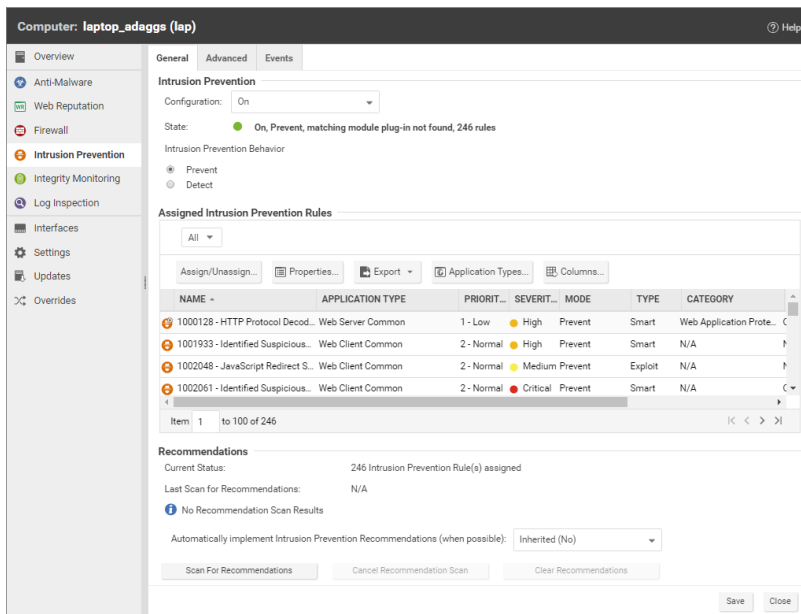 Computer: laptop_adaggs (lap)
Help
Overview
Anti-Malware
Web Reputation
Firewall
Intrusion Prevention
Integrity Monitoring
Log Inspection
Interfaces
Settings
Updates
Overrides
General Advanced Events
Intrusion Prevention
Configuration: On
State: On, Prevent, matching module plug-in not found, 246 rules
Intrusion Prevention Behavior
Prevent
Detect
Assigned Intrusion Prevention Rules
All
Assign/Unassign... Properties... Export Application Types... Columns...
NAME APPLICATION TYPE PRIORIT... SEVERIT... MODE TYPE CATEGORY
1000128 - HTTP Protocol Decod... Web Server Common 1 - Low High Prevent Smart Web Application Prote...
1001933 - Identified Suspicious... Web Client Common 2 - Normal High Prevent Smart N/A
1002048 - JavaScript Redirect S... Web Client Common 2 - Normal Medium Prevent Exploit N/A
1002061 - Identified Suspicious... Web Client Common 2 - Normal Critical Prevent Smart N/A
Item 1 to 100 of 246
Recommendations
Current Status: 246 Intrusion Prevention Rule(s) assigned
Last Scan for Recommendations: N/A
No Recommendation Scan Results
Automatically implement Intrusion Prevention Recommendations (when possible): Inherited (No)
Scan For Recommendations Cancel Recommendation Scan Clear Recommendations
Save Close